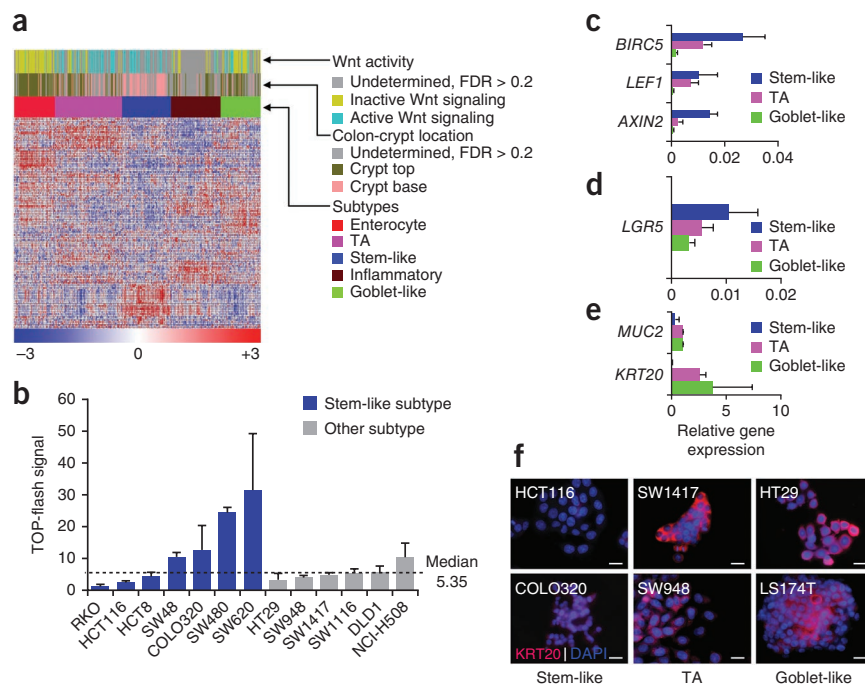 a
Wnt activity
Undetermined, FDR > 0.2
Inactive Wnt signaling
Active Wnt signaling
Colon-crypt location
Undetermined, FDR > 0.2
Crypt top
Crypt base
Subtypes
Enterocyte
TA
Stem-like
Inflammatory
Goblet-like
–3 0 +3
b
TOP-flash signal
60
50
40
30
20
10
0
Stem-like subtype
Other subtype
Median
5.35
RKO
HCT116
HCT8
SW48
COLO320
SW480
SW620
HT29
SW948
SW1417
SW1116
DLD1
NCI-H508
c
BIRC5
LEF1
AXIN2
Stem-like
TA
Goblet-like
0 0.02 0.04
d
LGR5
Stem-like
TA
Goblet-like
0 0.01 0.02
e
MUC2
KRT20
Stem-like
TA
Goblet-like
0 5 10
Relative gene
expression
f
HCT116 SW1417 HT29
COLO320 SW948 LS174T
KRT20 | DAPI
Stem-like TA Goblet-like